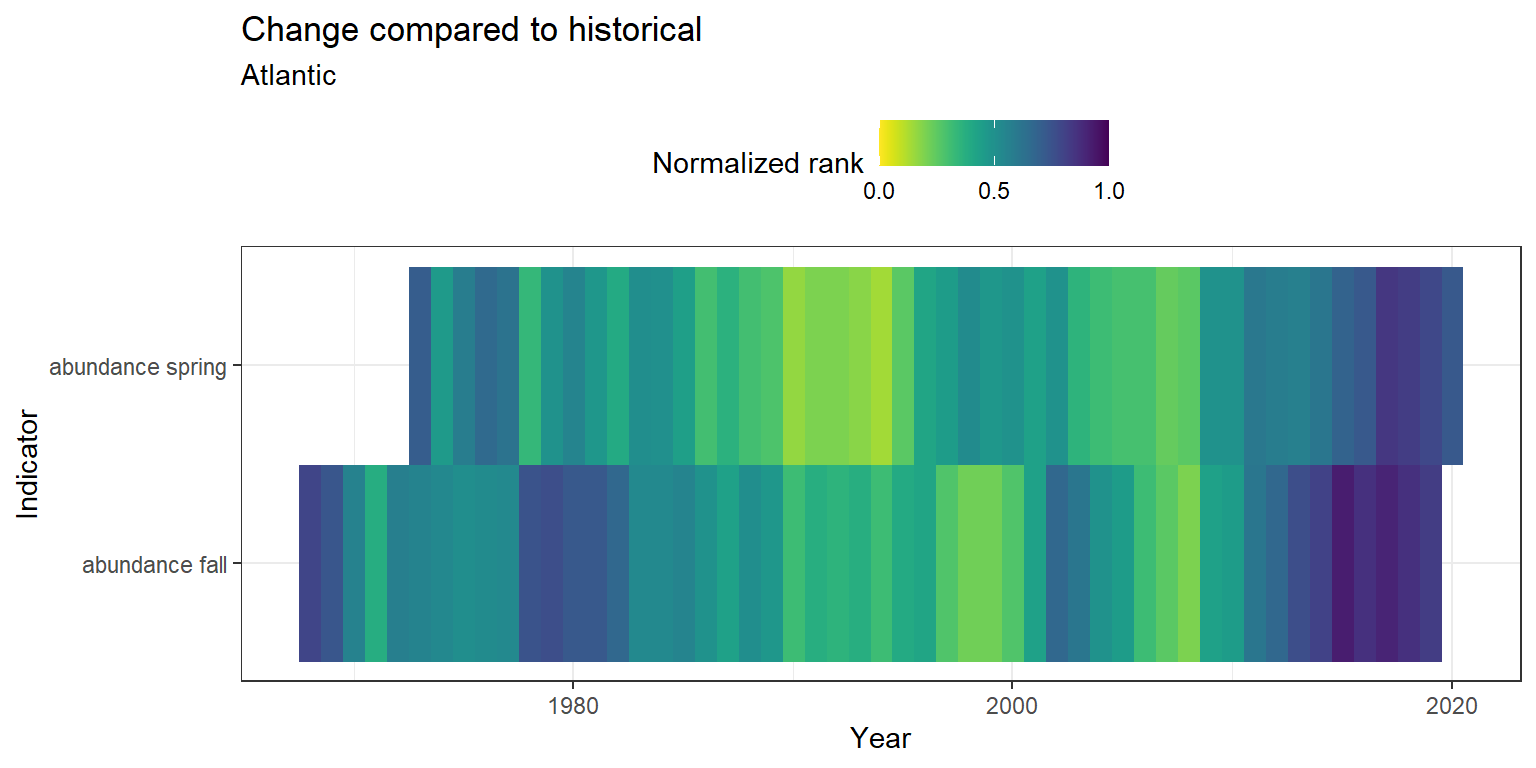 Change compared to historical
Atlantic
Normalized rank
0.0 0.5 1.0
abundance spring
abundance fall
Indicator
1980 2000 2020
Year